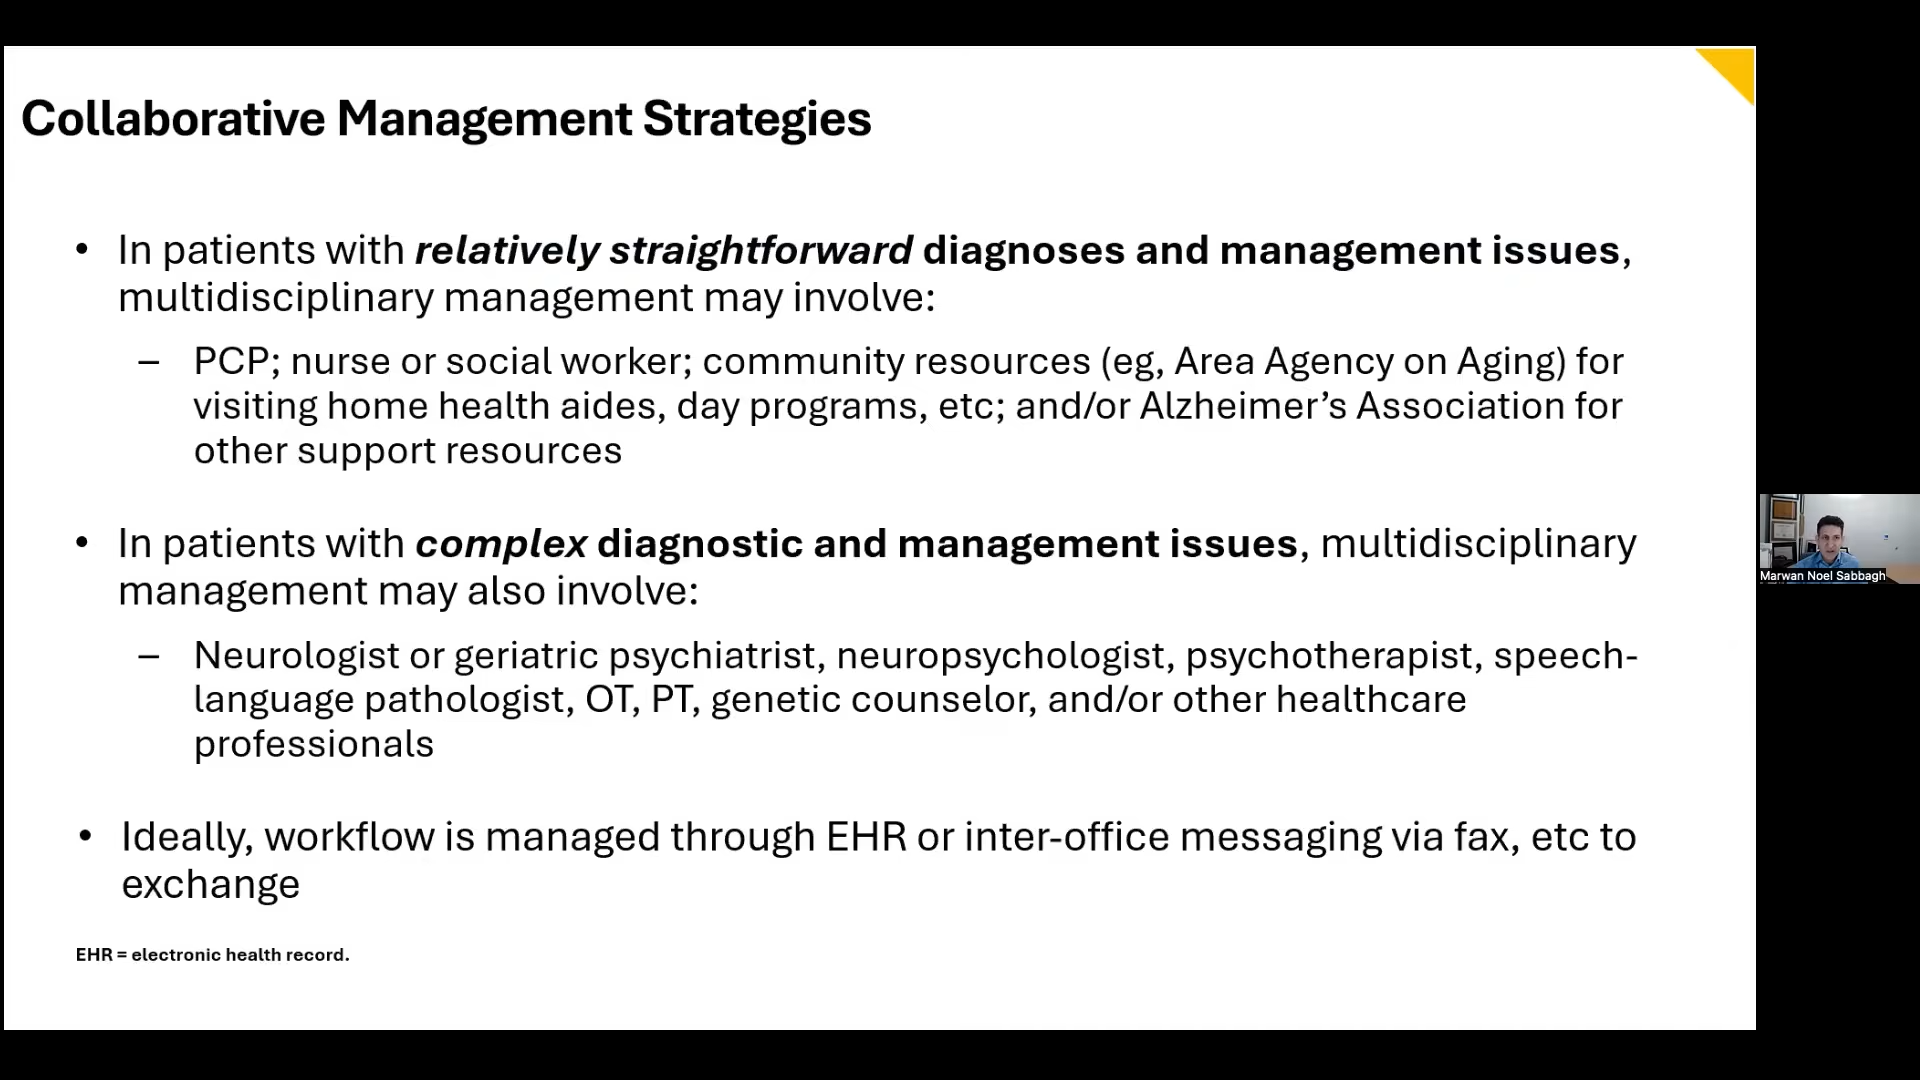 Collaborative Management Strategies
• In patients with relatively straightforward diagnoses and management issues,
multidisciplinary management may involve:
– PCP; nurse or social worker; community resources (eg, Area Agency on Aging) for
visiting home health aides, day programs, etc; and/or Alzheimer’s Association for
other support resources
• In patients with complex diagnostic and management issues, multidisciplinary
management may also involve:
– Neurologist or geriatric psychiatrist, neuropsychologist, psychotherapist, speech-
language pathologist, OT, PT, genetic counselor, and/or other healthcare
professionals
• Ideally, workflow is managed through EHR or inter-office messaging via fax, etc to
exchange
EHR = electronic health record.
Marwan Noel Sabbagh